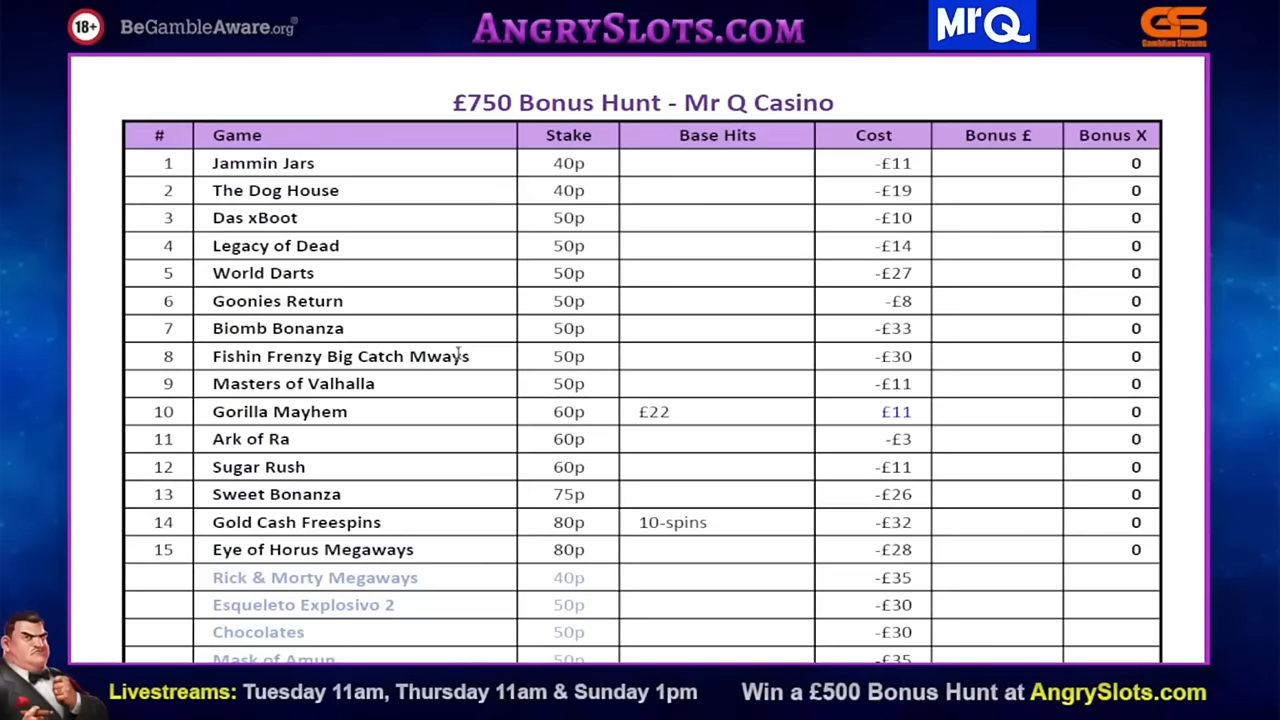 18+ BeGambleAware.org ANGRYSLOTS.COM MrQ GS
Gambling Streams
£750 Bonus Hunt - Mr Q Casino
# Game Stake Base Hits Cost Bonus £ Bonus X
1 Jammin Jars 40p -£11 0
2 The Dog House 40p -£19 0
3 Das xBoot 50p -£10 0
4 Legacy of Dead 50p -£14 0
5 World Darts 50p -£27 0
6 Goonies Return 50p -£8 0
7 Biomb Bonanza 50p -£33 0
8 Fishin Frenzy Big Catch Mways 50p -£30 0
9 Masters of Valhalla 50p -£11 0
10 Gorilla Mayhem 60p £22 £11 0
11 Ark of Ra 60p -£3 0
12 Sugar Rush 60p -£11 0
13 Sweet Bonanza 75p -£26 0
14 Gold Cash Freespins 80p 10-spins -£32 0
15 Eye of Horus Megaways 80p -£28 0
Rick & Morty Megaways 40p -£35
Esqueleto Explosivo 2 50p -£30
Chocolates 50p -£30
Mask of Amun 50p -£35
Livestreams: Tuesday 11am, Thursday 11am & Sunday 1pm Win a £500 Bonus Hunt at AngrySlots.com